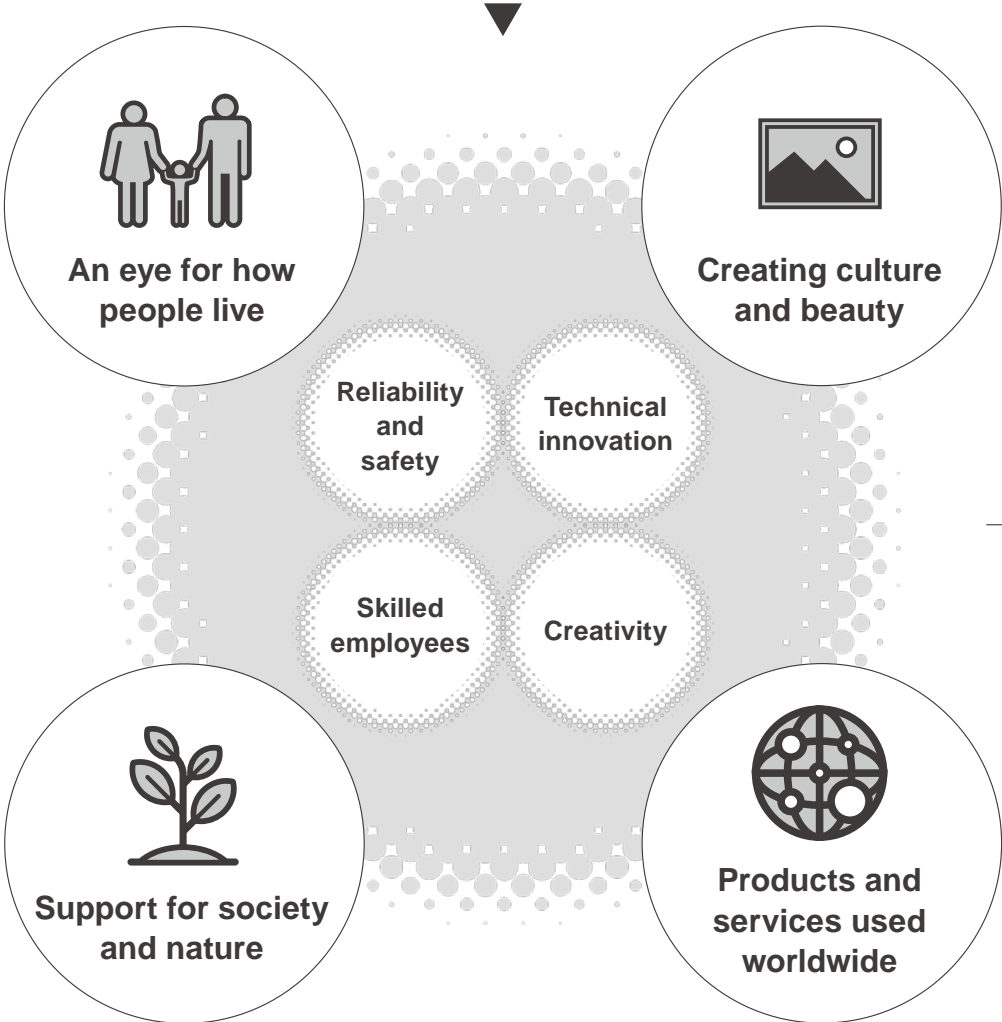 An eye for how
people live
Creating culture
and beauty
Reliability
and
safety
Technical
innovation
Skilled
employees
Creativity
Support for society
and nature
Products and
services used
worldwide